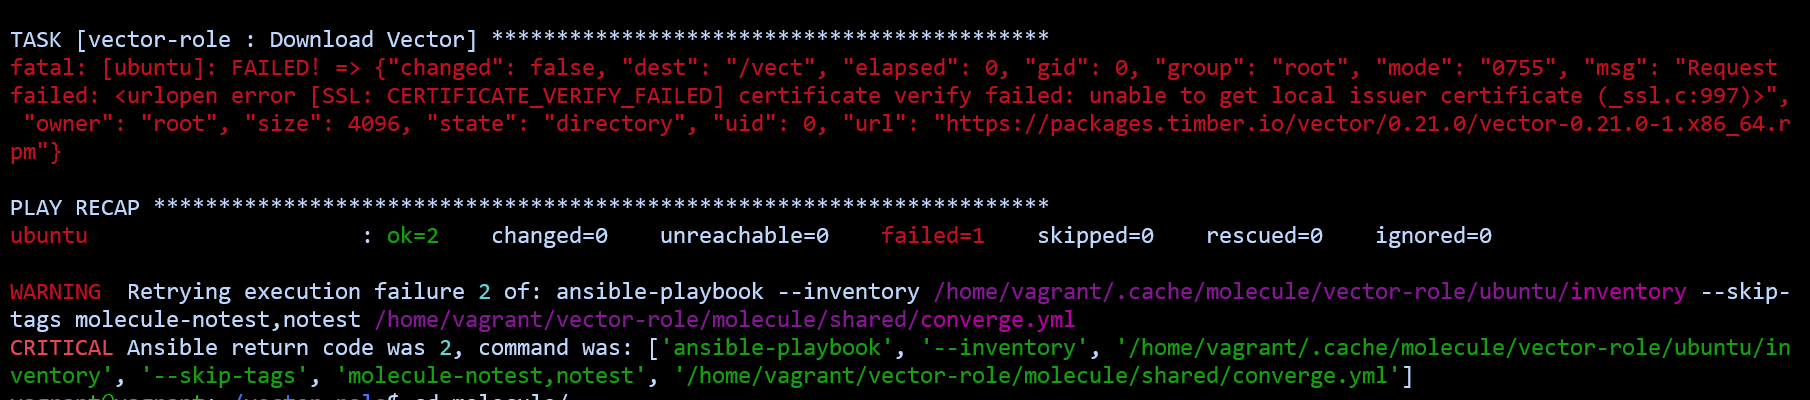 TASK [vector-role : Download Vector] *******************************************
fatal: [ubuntu]: FAILED! => {"changed": false, "dest": "/vect", "elapsed": 0, "gid": 0, "group": "root", "mode": "0755", "msg": "Request
failed: <urlopen error [SSL: CERTIFICATE_VERIFY_FAILED] certificate verify failed: unable to get local issuer certificate (_ssl.c:997)>",
"owner": "root", "size": 4096, "state": "directory", "uid": 0, "url": "https://packages.timber.io/vector/0.21.0/vector-0.21.0-1.x86_64.r
pm"}
PLAY RECAP *********************************************************************
ubuntu : ok=2 changed=0 unreachable=0 failed=1 skipped=0 rescued=0 ignored=0
WARNING Retrying execution failure 2 of: ansible-playbook --inventory /home/vagrant/.cache/molecule/vector-role/ubuntu/inventory --skip-
tags molecule-notest,notest /home/vagrant/vector-role/molecule/shared/converge.yml
CRITICAL Ansible return code was 2, command was: ['ansible-playbook', '--inventory', '/home/vagrant/.cache/molecule/vector-role/ubuntu/in
ventory', '--skip-tags', 'molecule-notest,notest', '/home/vagrant/vector-role/molecule/shared/converge.yml']